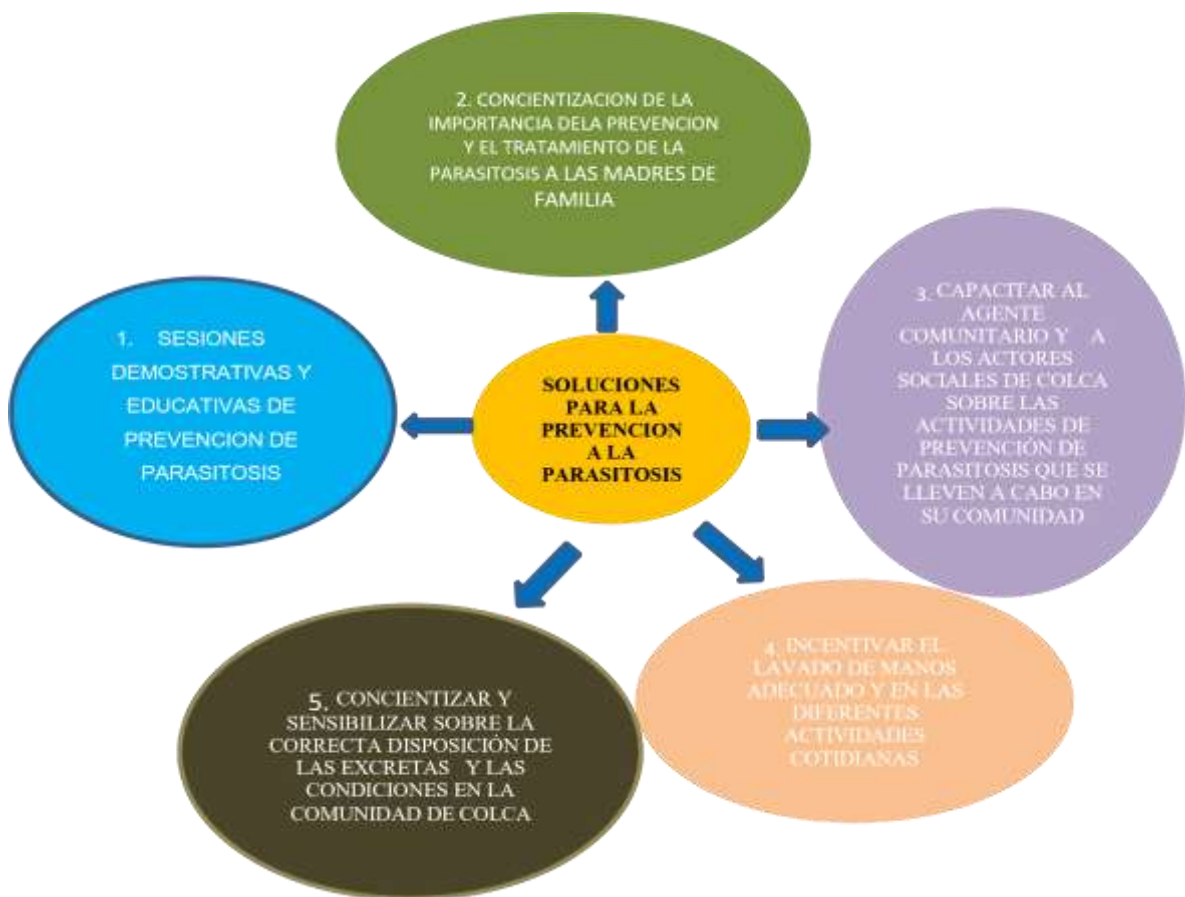 2. CONCIENTIZACION DE LA
IMPORTANCIA DELA PREVENCION
Y EL TRATAMIENTO DE LA
PARASITOSIS A LAS MADRES DE
FAMILIA
1. SESIONES
DEMOSTRATIVAS Y
EDUCATIVAS DE
PREVENCION DE
PARASITOSIS
SOLUCIONES
PARA LA
PREVENCION
A LA
PARASITOSIS
3. CAPACITAR AL
AGENTE
COMUNITARIO Y A
LOS ACTORES
SOCIALES DE COLCA
SOBRE LAS
ACTIVIDADES DE
PREVENCIÓN DE
PARASITOSIS QUE SE
LLEVEN A CABO EN
SU COMUNIDAD
4. INCENTIVAR EL
LAVADO DE MANOS
ADECUADO Y EN LAS
DIFERENTES
ACTIVIDADES
COTIDIANAS
5. CONCIENTIZAR Y
SENSIBILIZAR SOBRE LA
CORRECTA DISPOSICIÓN DE
LAS EXCRETAS Y LAS
CONDICIONES EN LA
COMUNIDAD DE COLCA